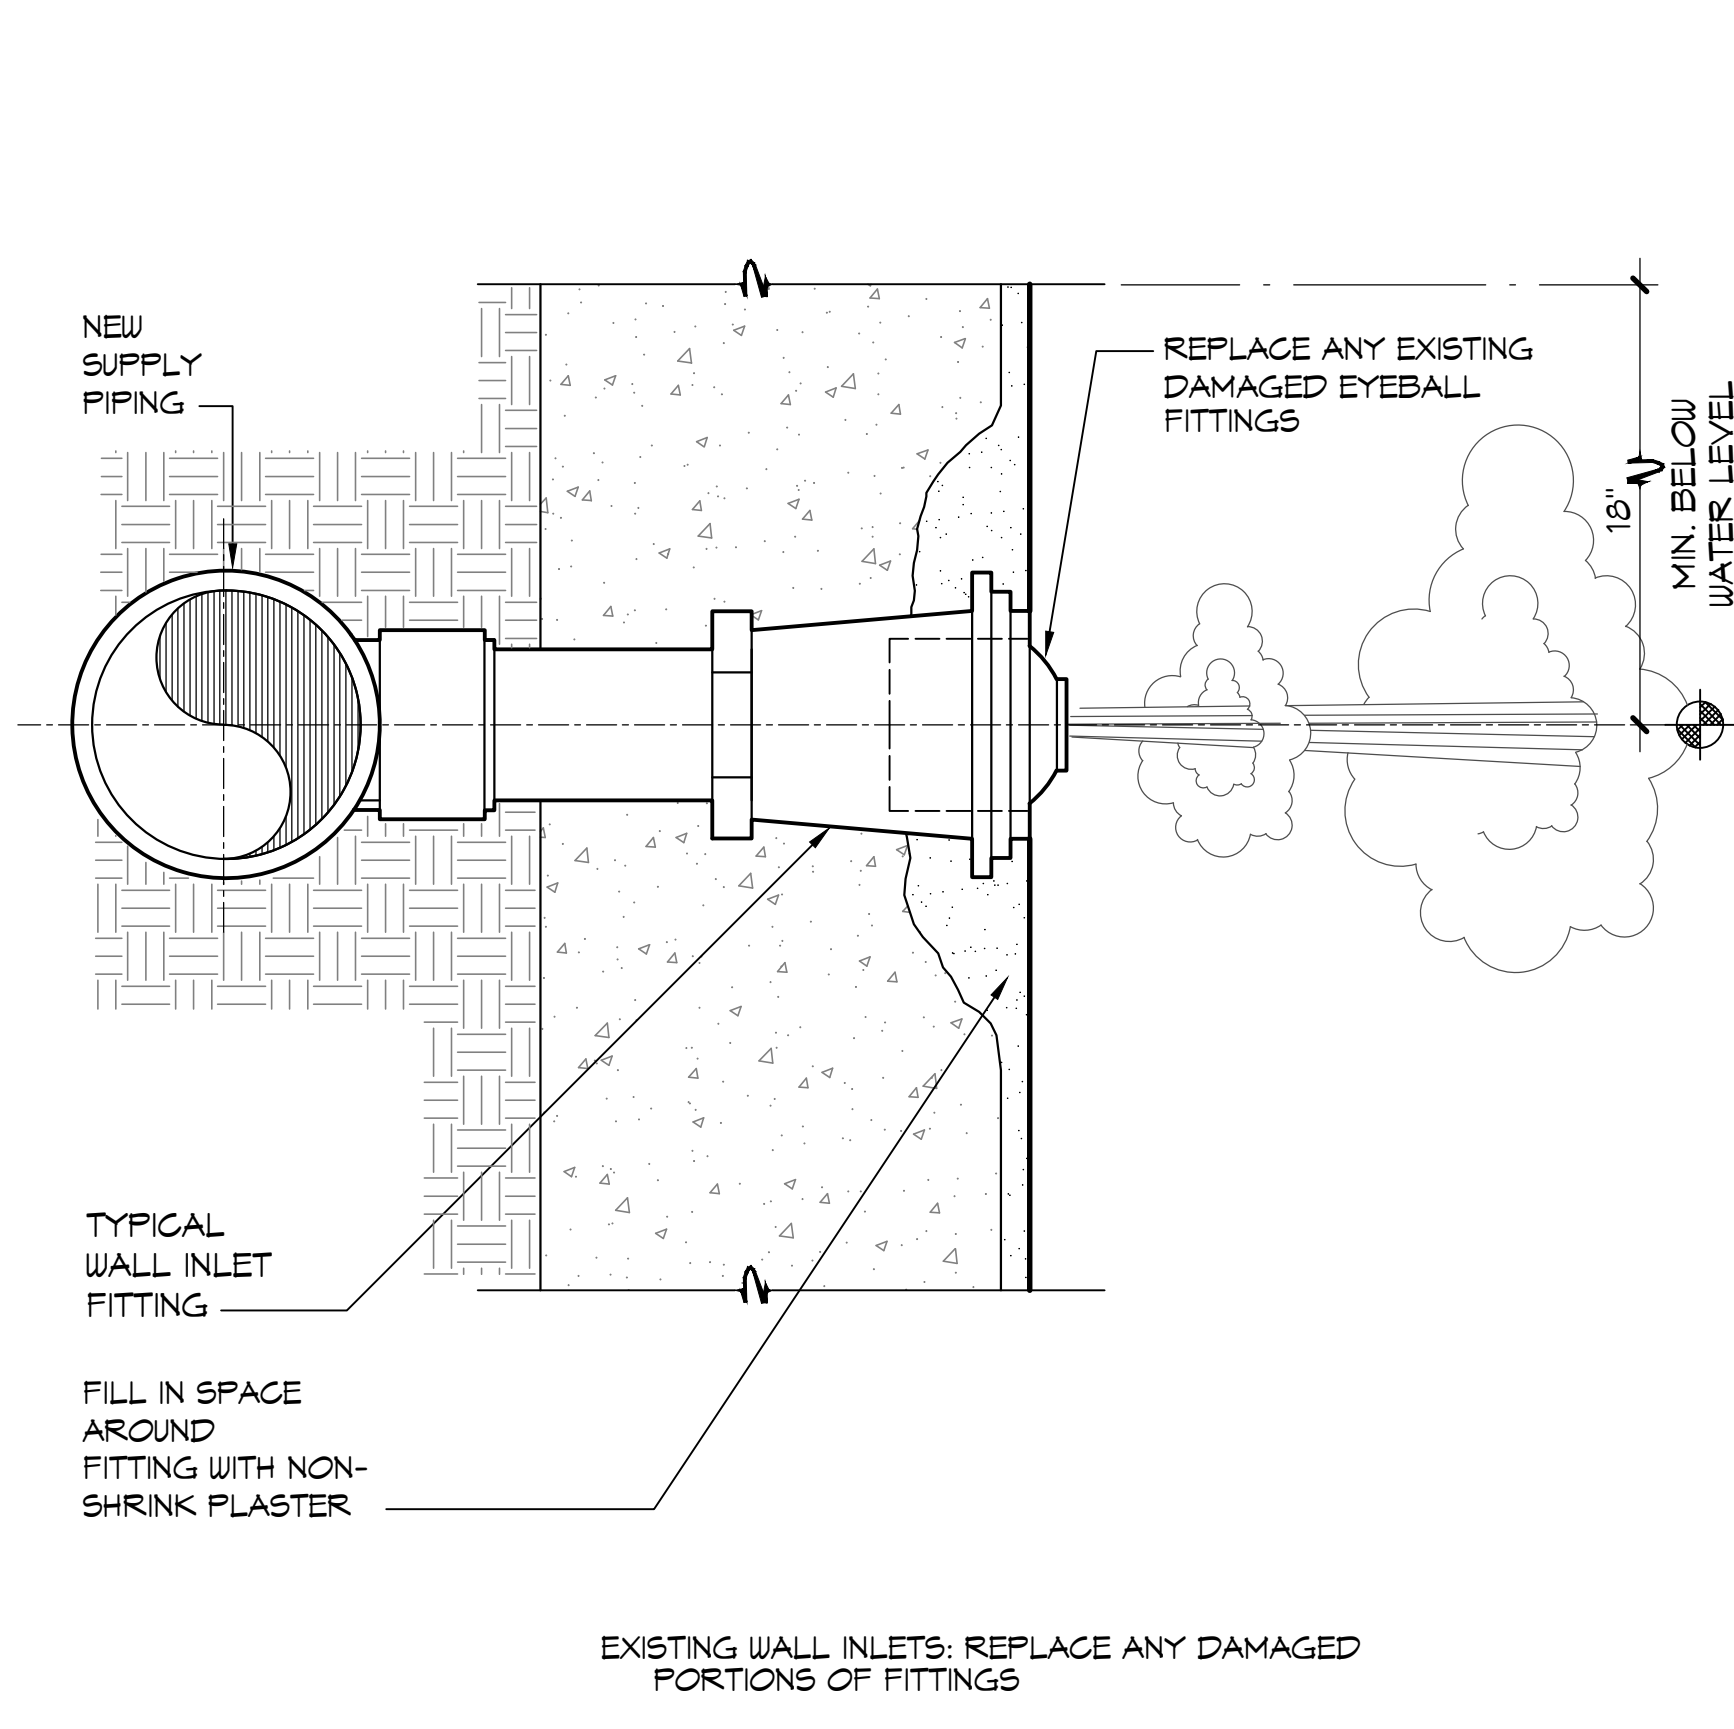 NEW
SUPPLY
PIPING
REPLACE ANY EXISTING
DAMAGED EYEBALL
FITTINGS
18"
MIN. BELOW
WATER LEVEL
TYPICAL
WALL INLET
FITTING
FILL IN SPACE
AROUND
FITTING WITH NON-
SHRINK PLASTER
EXISTING WALL INLETS: REPLACE ANY DAMAGED
PORTIONS OF FITTINGS